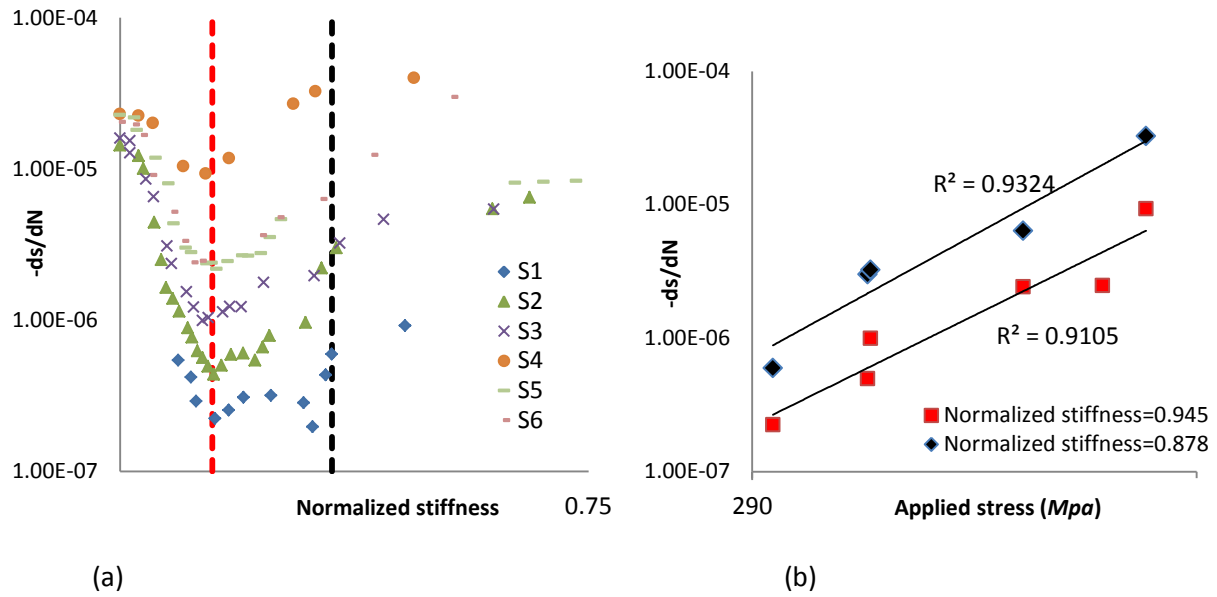 1.00E-04
1.00E-05
1.00E-06
1.00E-07
-ds/dN
S1
S2
S3
S4
S5
S6
Normalized stiffness
0.75
(a)
1.00E-04
1.00E-05
1.00E-06
1.00E-07
-ds/dN
R² = 0.9324
R² = 0.9105
Normalized stiffness=0.945
Normalized stiffness=0.878
290
Applied stress (Mpa)
(b)